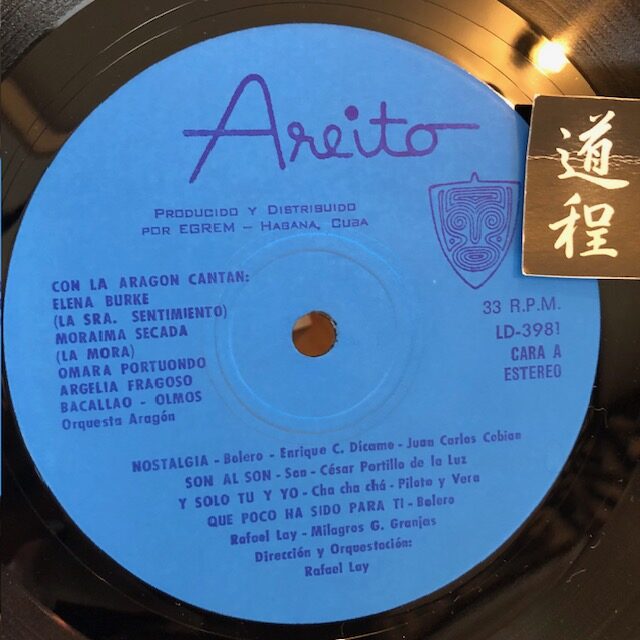 Areito
PRODUCIDO Y DISTRIBUIDO
POR EGREM – HABANA, CUBA
CON LA ARAGON CANTAN:
ELENA BURKE
(LA SRA. SENTIMIENTO)
MORAIMA SECADA
(LA MORA)
OMARA PORTUONDO
ARGELIA FRAGOSO
BACALLAO - OLMOS
Orquesta Aragón
33 R.P.M.
LD-3981
CARA A
ESTEREO
道
程
NOSTALGIA - Bolero - Enrique C. Dicamo - Juan Carlos Cobian
SON AL SON - Son - César Portillo de la Luz
Y SOLO TU Y YO - Cha cha chá - Piloto y Vera
QUE POCO HA SIDO PARA TI - Bolero
Rafael Lay - Milagros G. Granjas
Dirección y Orquestación:
Rafael Lay